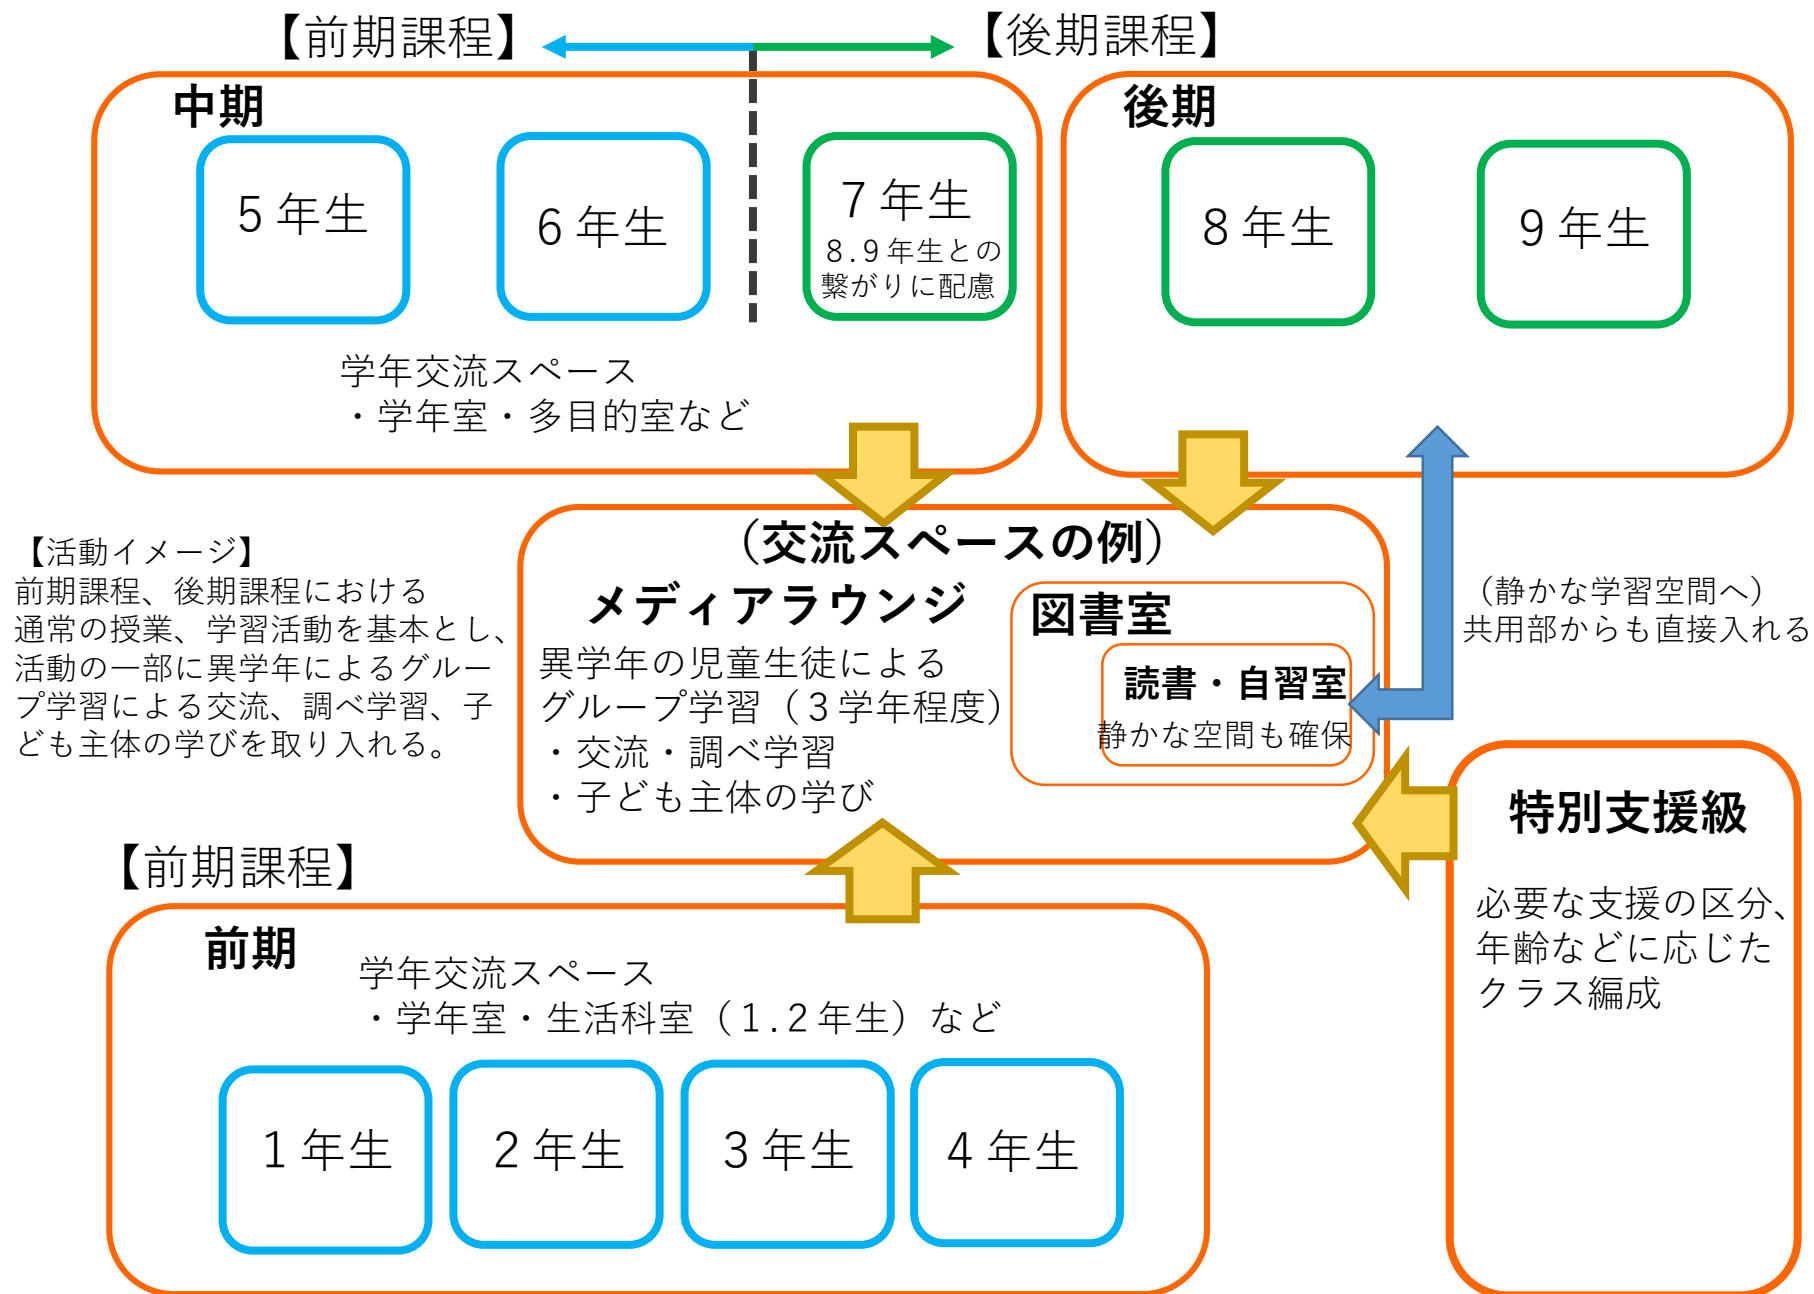 【前期課程】
【後期課程】
中期
5年生
6年生
7年生
8.9年生との
繋がりに配慮
学年交流スペース
・学年室・多目的室など
後期
8年生
9年生
【活動イメージ】
前期課程、後期課程における
通常の授業、学習活動を基本とし、
活動の一部に異学年によるグルー
プ学習による交流、調べ学習、子
ども主体の学びを取り入れる。
（交流スペースの例）
メディアラウンジ
異学年の児童生徒による
グループ学習（3学年程度）
・交流・調べ学習
・子ども主体の学び
図書室
読書・自習室
静かな空間も確保
（静かな学習空間へ）
共用部からも直接入れる
特別支援級
必要な支援の区分、
年齢などに応じた
クラス編成
【前期課程】
前期
学年交流スペース
・学年室・生活科室（1.2年生）など
1年生
2年生
3年生
4年生